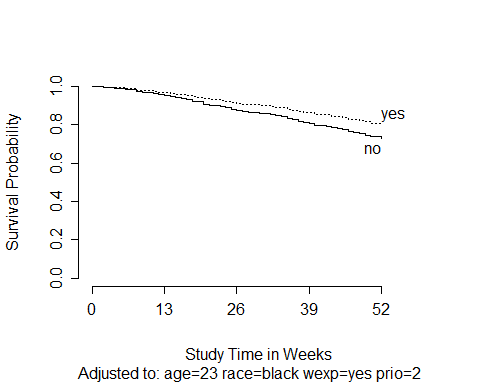 Survival Probability
1.0
0.8
0.6
0.4
0.2
0.0
yes
no
0 13 26 39 52
Study Time in Weeks
Adjusted to: age=23 race=black wexp=yes prio=2